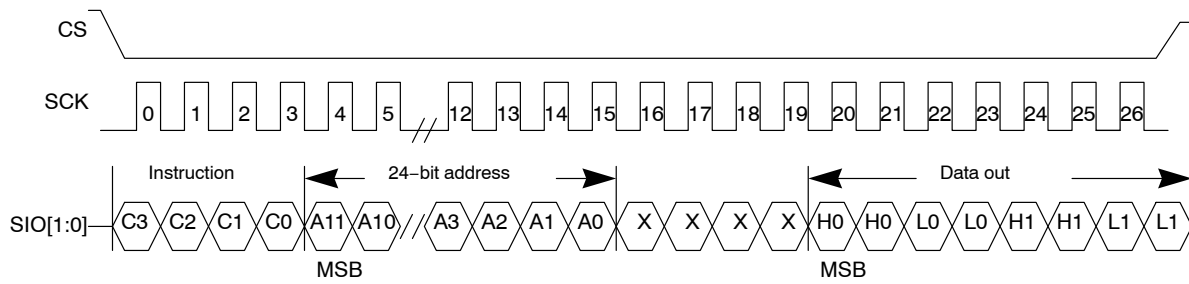 CS
SCK
0 1 2 3 4 5 12 13 14 15 16 17 18 19 20 21 22 23 24 25 26
Instruction 24−bit address Data out
SIO[1:0] C3 C2 C1 C0 A11 A10 A3 A2 A1 A0 X X X X H0 H0 L0 L0 H1 H1 L1 L1
MSB MSB